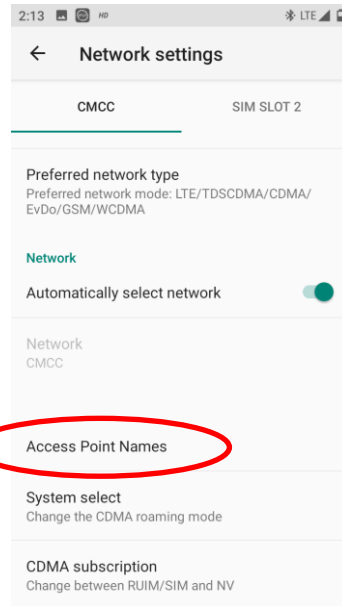 2:13 HD LTE
Network settings
CMCC SIM SLOT 2
Preferred network type
Preferred network mode: LTE/TDSCDMA/CDMA/
EvDo/GSM/WCDMA
Network
Automatically select network
Network
CMCC
Access Point Names
System select
Change the CDMA roaming mode
CDMA subscription
Change between RUIM/SIM and NV